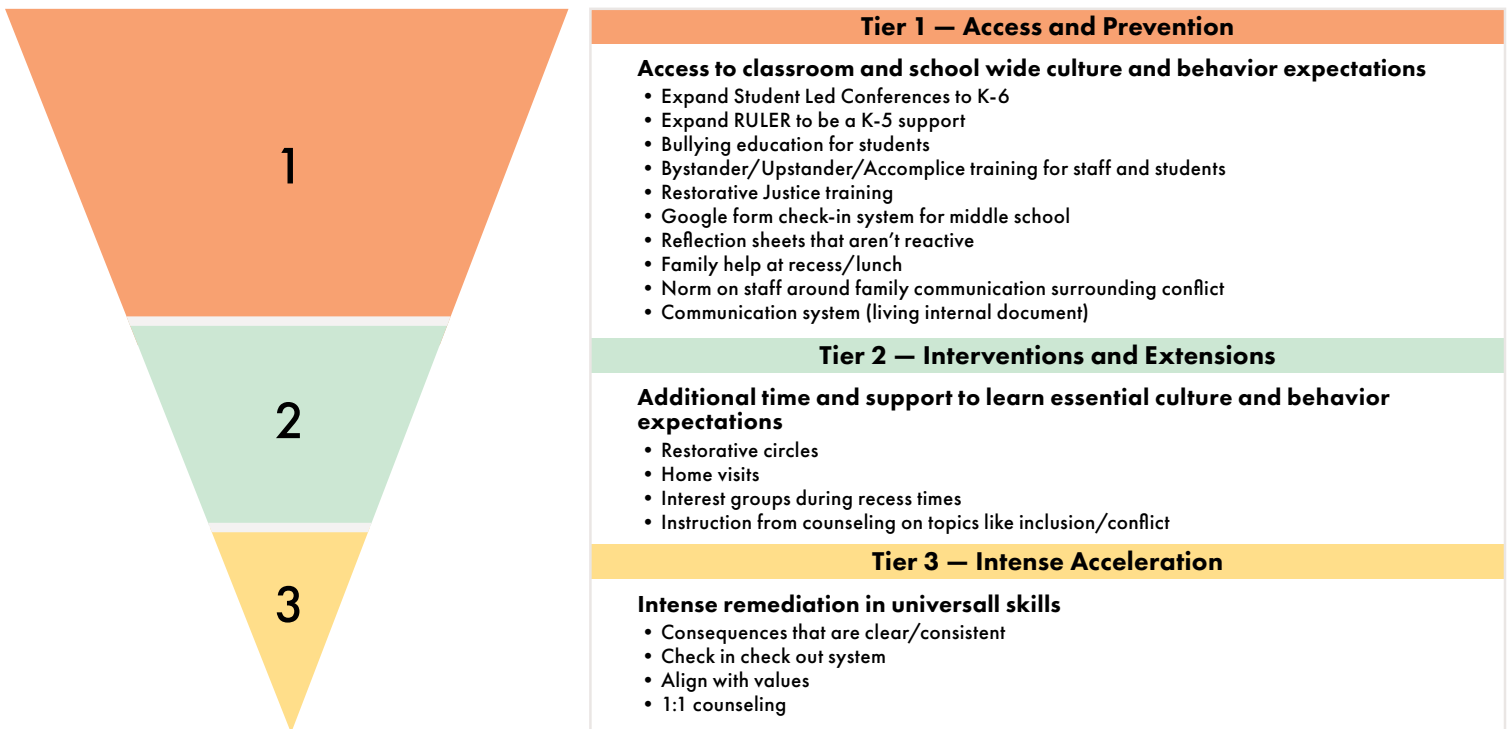 1
2
3
Tier 1 — Access and Prevention
Access to classroom and school wide culture and behavior expectations
• Expand Student Led Conferences to K-6
• Expand RULER to be a K-5 support
• Bullying education for students
• Bystander/Upstander/Accomplice training for staff and students
• Restorative Justice training
• Google form check-in system for middle school
• Reflection sheets that aren’t reactive
• Family help at recess/lunch
• Norm on staff around family communication surrounding conflict
• Communication system (living internal document)
Tier 2 — Interventions and Extensions
Additional time and support to learn essential culture and behavior
expectations
• Restorative circles
• Home visits
• Interest groups during recess times
• Instruction from counseling on topics like inclusion/conflict
Tier 3 — Intense Acceleration
Intense remediation in universall skills
• Consequences that are clear/consistent
• Check in check out system
• Align with values
• 1:1 counseling